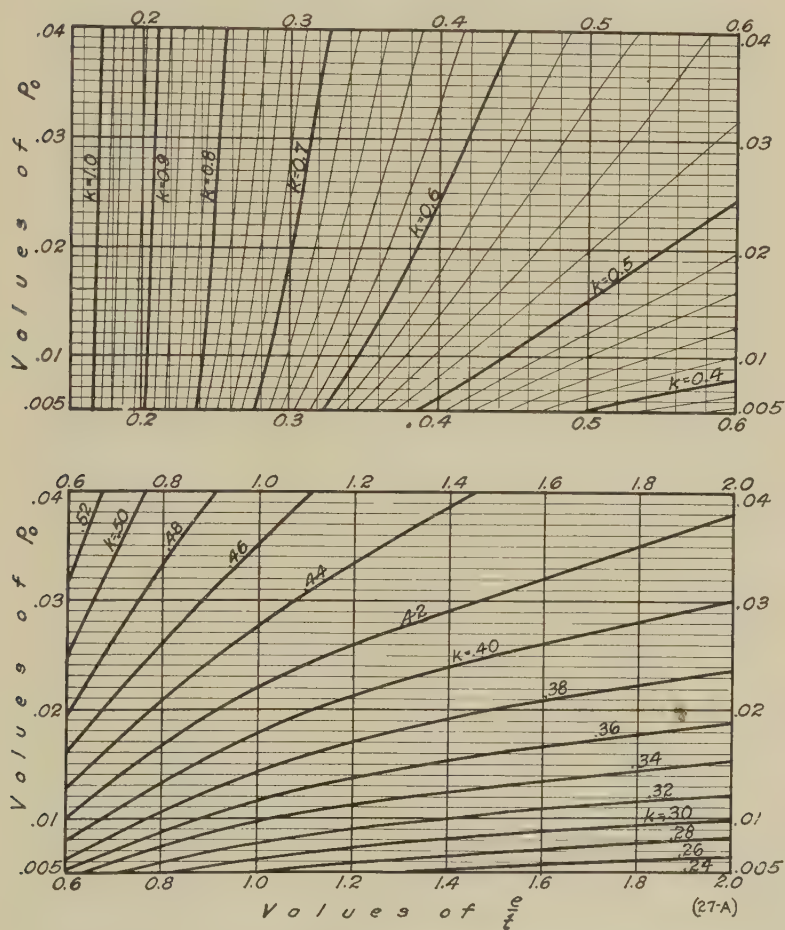 0.2 0.3 0.4 0.5 0.6
.04 .04
.03 .03
.02 .02
.01 .01
.005 .005
Values of P₀
k=1.0 k=0.9 k=0.8 k=0.7 k=0.6 k=0.5 k=0.4
0.2 0.3 0.4 0.5 0.6
0.6 0.8 1.0 1.2 1.4 1.6 1.8 2.0
.04 .04
.03 .03
.02 .02
.01 .01
.005 .005
Values of P₀
.52 k=.50 .48 .46 .44 .42 k=.40 .38 .36 .34 .32 k=.30 .28 .26 .24
0.6 0.8 1.0 1.2 1.4 1.6 1.8 2.0
Values of e/t
(27-A)